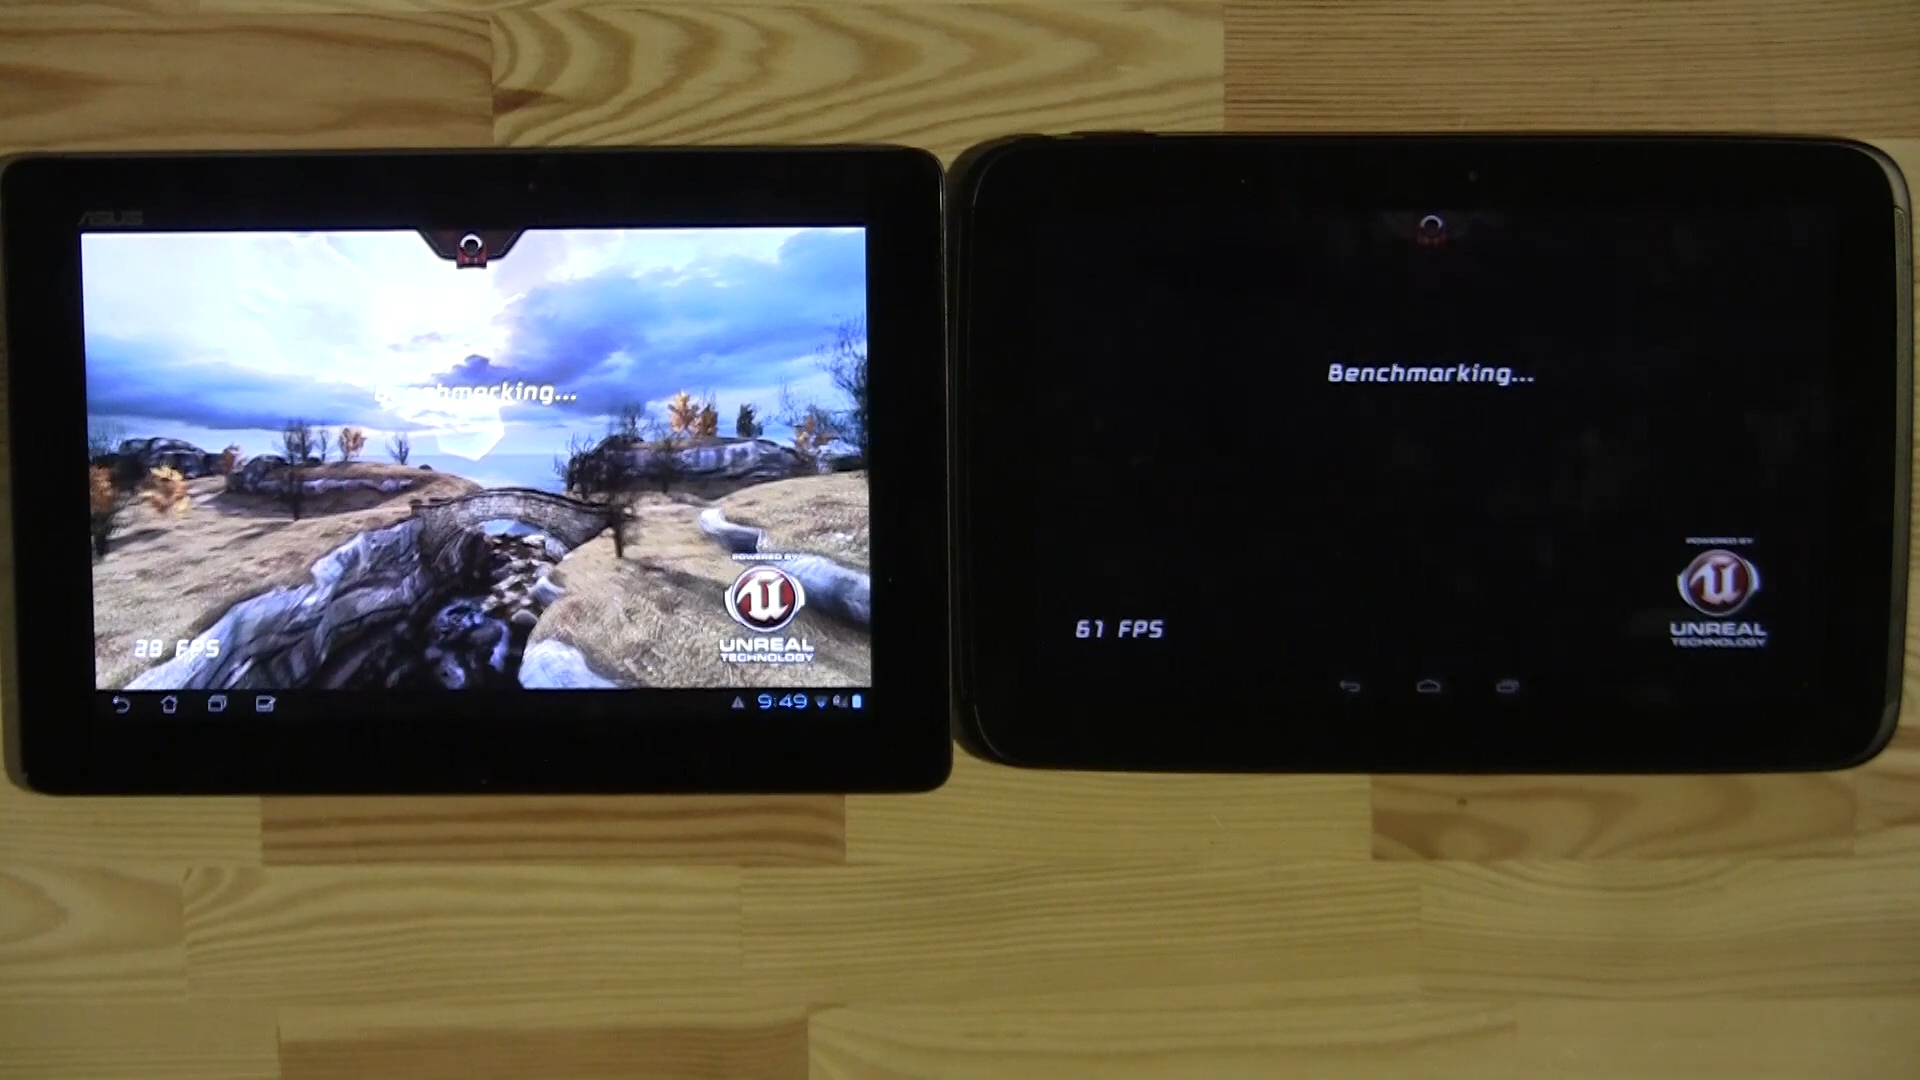 ASUS
Benchmarking...
POWERED BY
UNREAL
TECHNOLOGY
28 FPS
9:49
Benchmarking...
POWERED BY
UNREAL
TECHNOLOGY
61 FPS